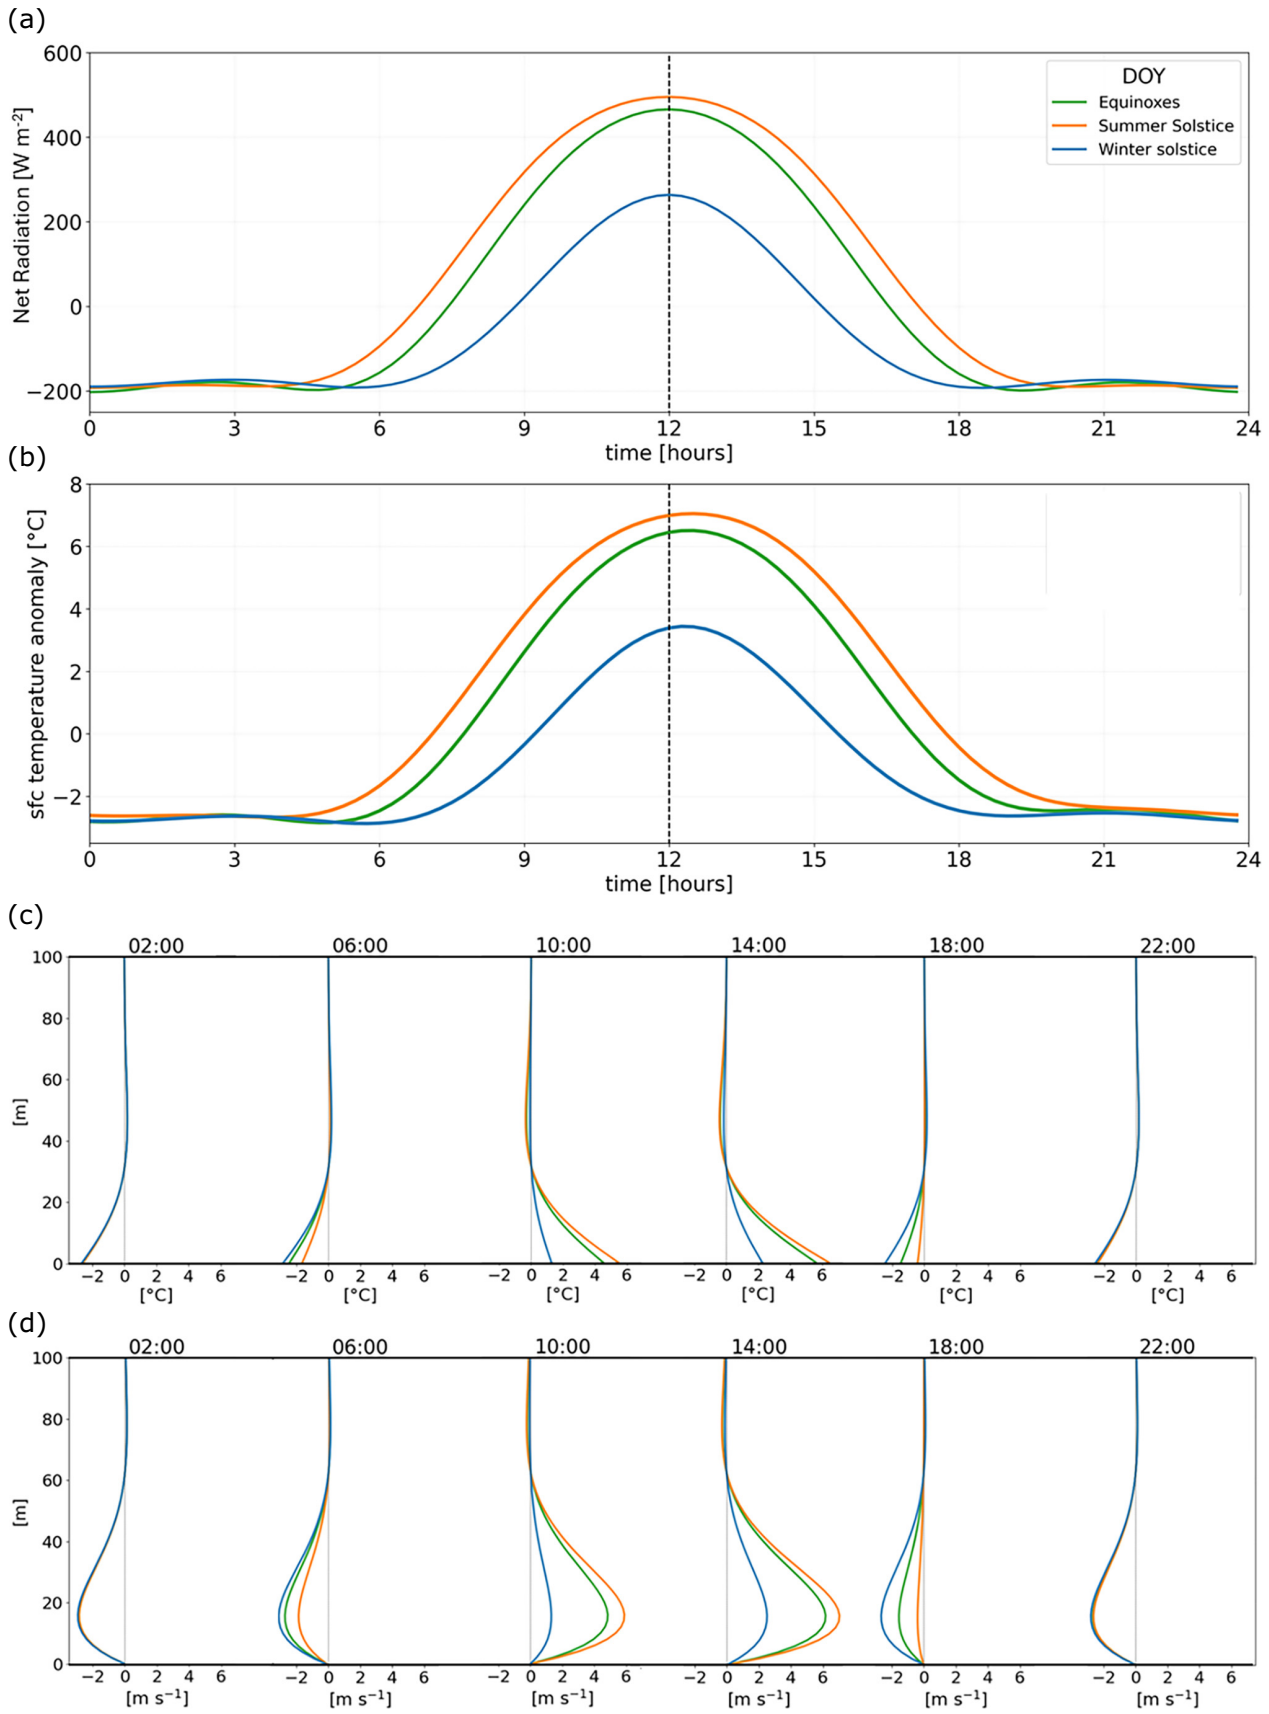 (a)
600
400
200
0
−200
Net Radiation [W m-2]
DOY
Equinoxes
Summer Solstice
Winter solstice
0 3 6 9 12 15 18 21 24
time [hours]
(b)
8
6
4
2
0
−2
sfc temperature anomaly [°C]
0 3 6 9 12 15 18 21 24
time [hours]
(c)
02:00 06:00 10:00 14:00 18:00 22:00
100
80
60
40
20
0
[m]
−2 0 2 4 6 −2 0 2 4 6 −2 0 2 4 6 −2 0 2 4 6 −2 0 2 4 6 −2 0 2 4 6
[°C] [°C] [°C] [°C] [°C] [°C]
(d)
02:00 06:00 10:00 14:00 18:00 22:00
100
80
60
40
20
0
[m]
−2 0 2 4 6 −2 0 2 4 6 −2 0 2 4 6 −2 0 2 4 6 −2 0 2 4 6 −2 0 2 4 6
[m s−1] [m s−1] [m s−1] [m s−1] [m s−1] [m s−1]